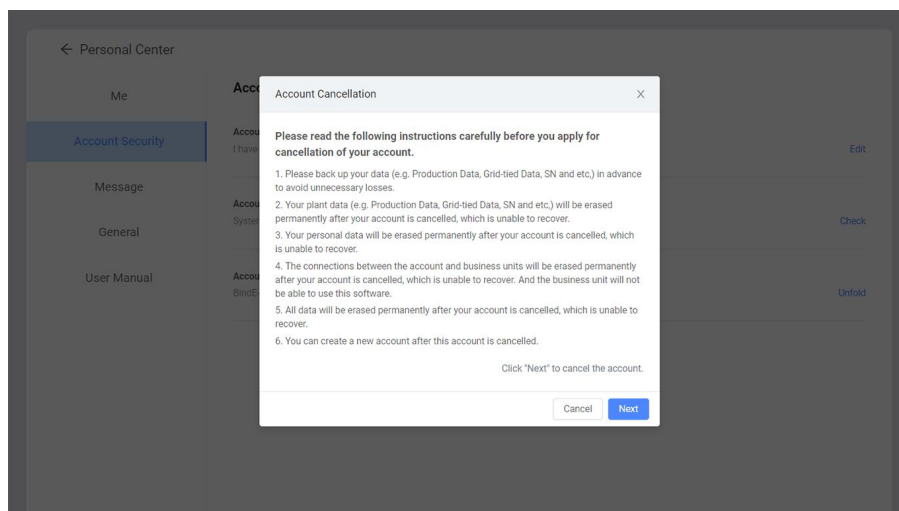 Personal Center
Me
Account Security
Message
General
User Manual
Acco
Accou
I have
Edit
Accou
System
Check
Accou
BindE-
Unfold
Account Cancellation
Please read the following instructions carefully before you apply for
cancellation of your account.
1. Please back up your data (e.g. Production Data, Grid-tied Data, SN and etc,) in advance
to avoid unnecessary losses.
2. Your plant data (e.g. Production Data, Grid-tied Data, SN and etc,) will be erased
permanently after your account is cancelled, which is unable to recover.
3. Your personal data will be erased permanently after your account is cancelled, which
is unable to recover.
4. The connections between the account and business units will be erased permanently
after your account is cancelled, which is unable to recover. And the business unit will not
be able to use this software.
5. All data will be erased permanently after your account is cancelled, which is unable to
recover.
6. You can create a new account after this account is cancelled.
Click "Next" to cancel the account.
Cancel
Next